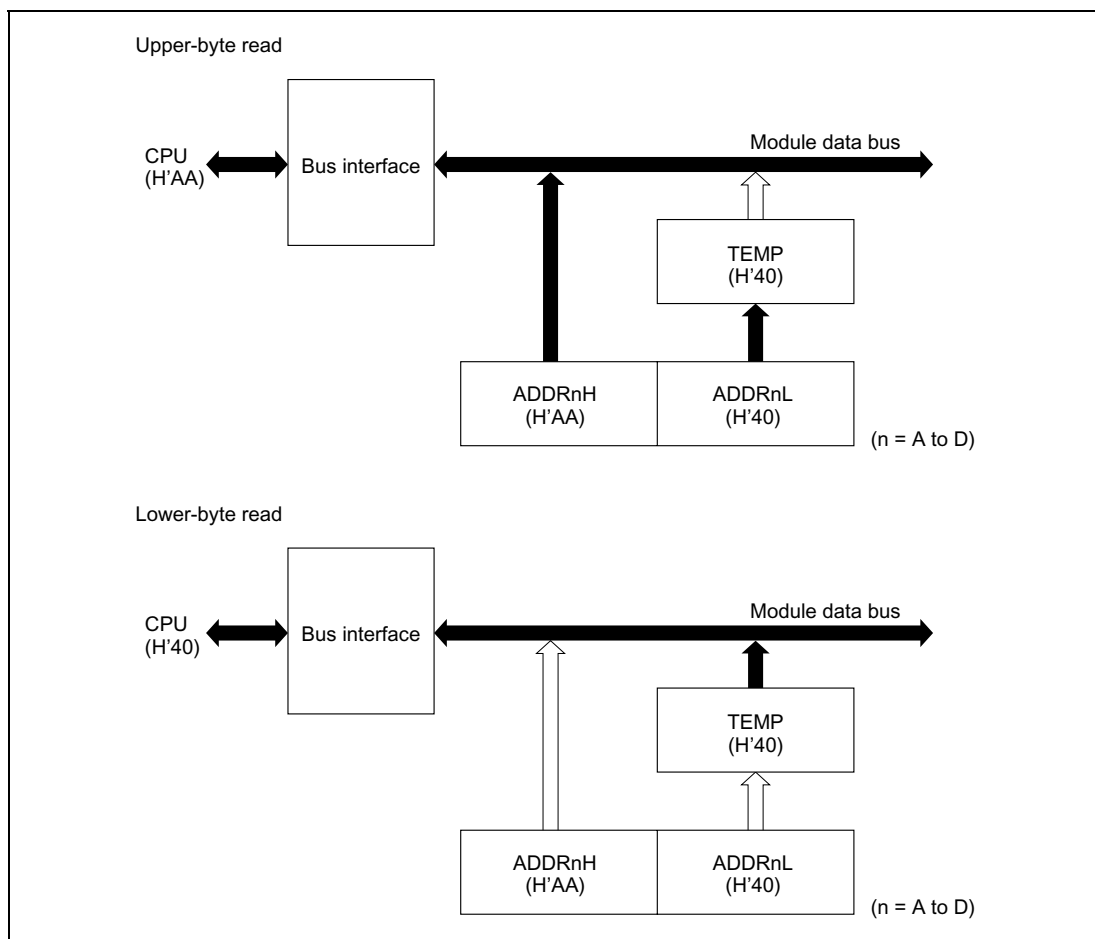 Upper-byte read
CPU
(H'AA)
Bus interface
Module data bus
TEMP
(H'40)
ADDRnH
(H'AA)
ADDRnL
(H'40)
(n = A to D)
Lower-byte read
CPU
(H'40)
Bus interface
Module data bus
TEMP
(H'40)
ADDRnH
(H'AA)
ADDRnL
(H'40)
(n = A to D)